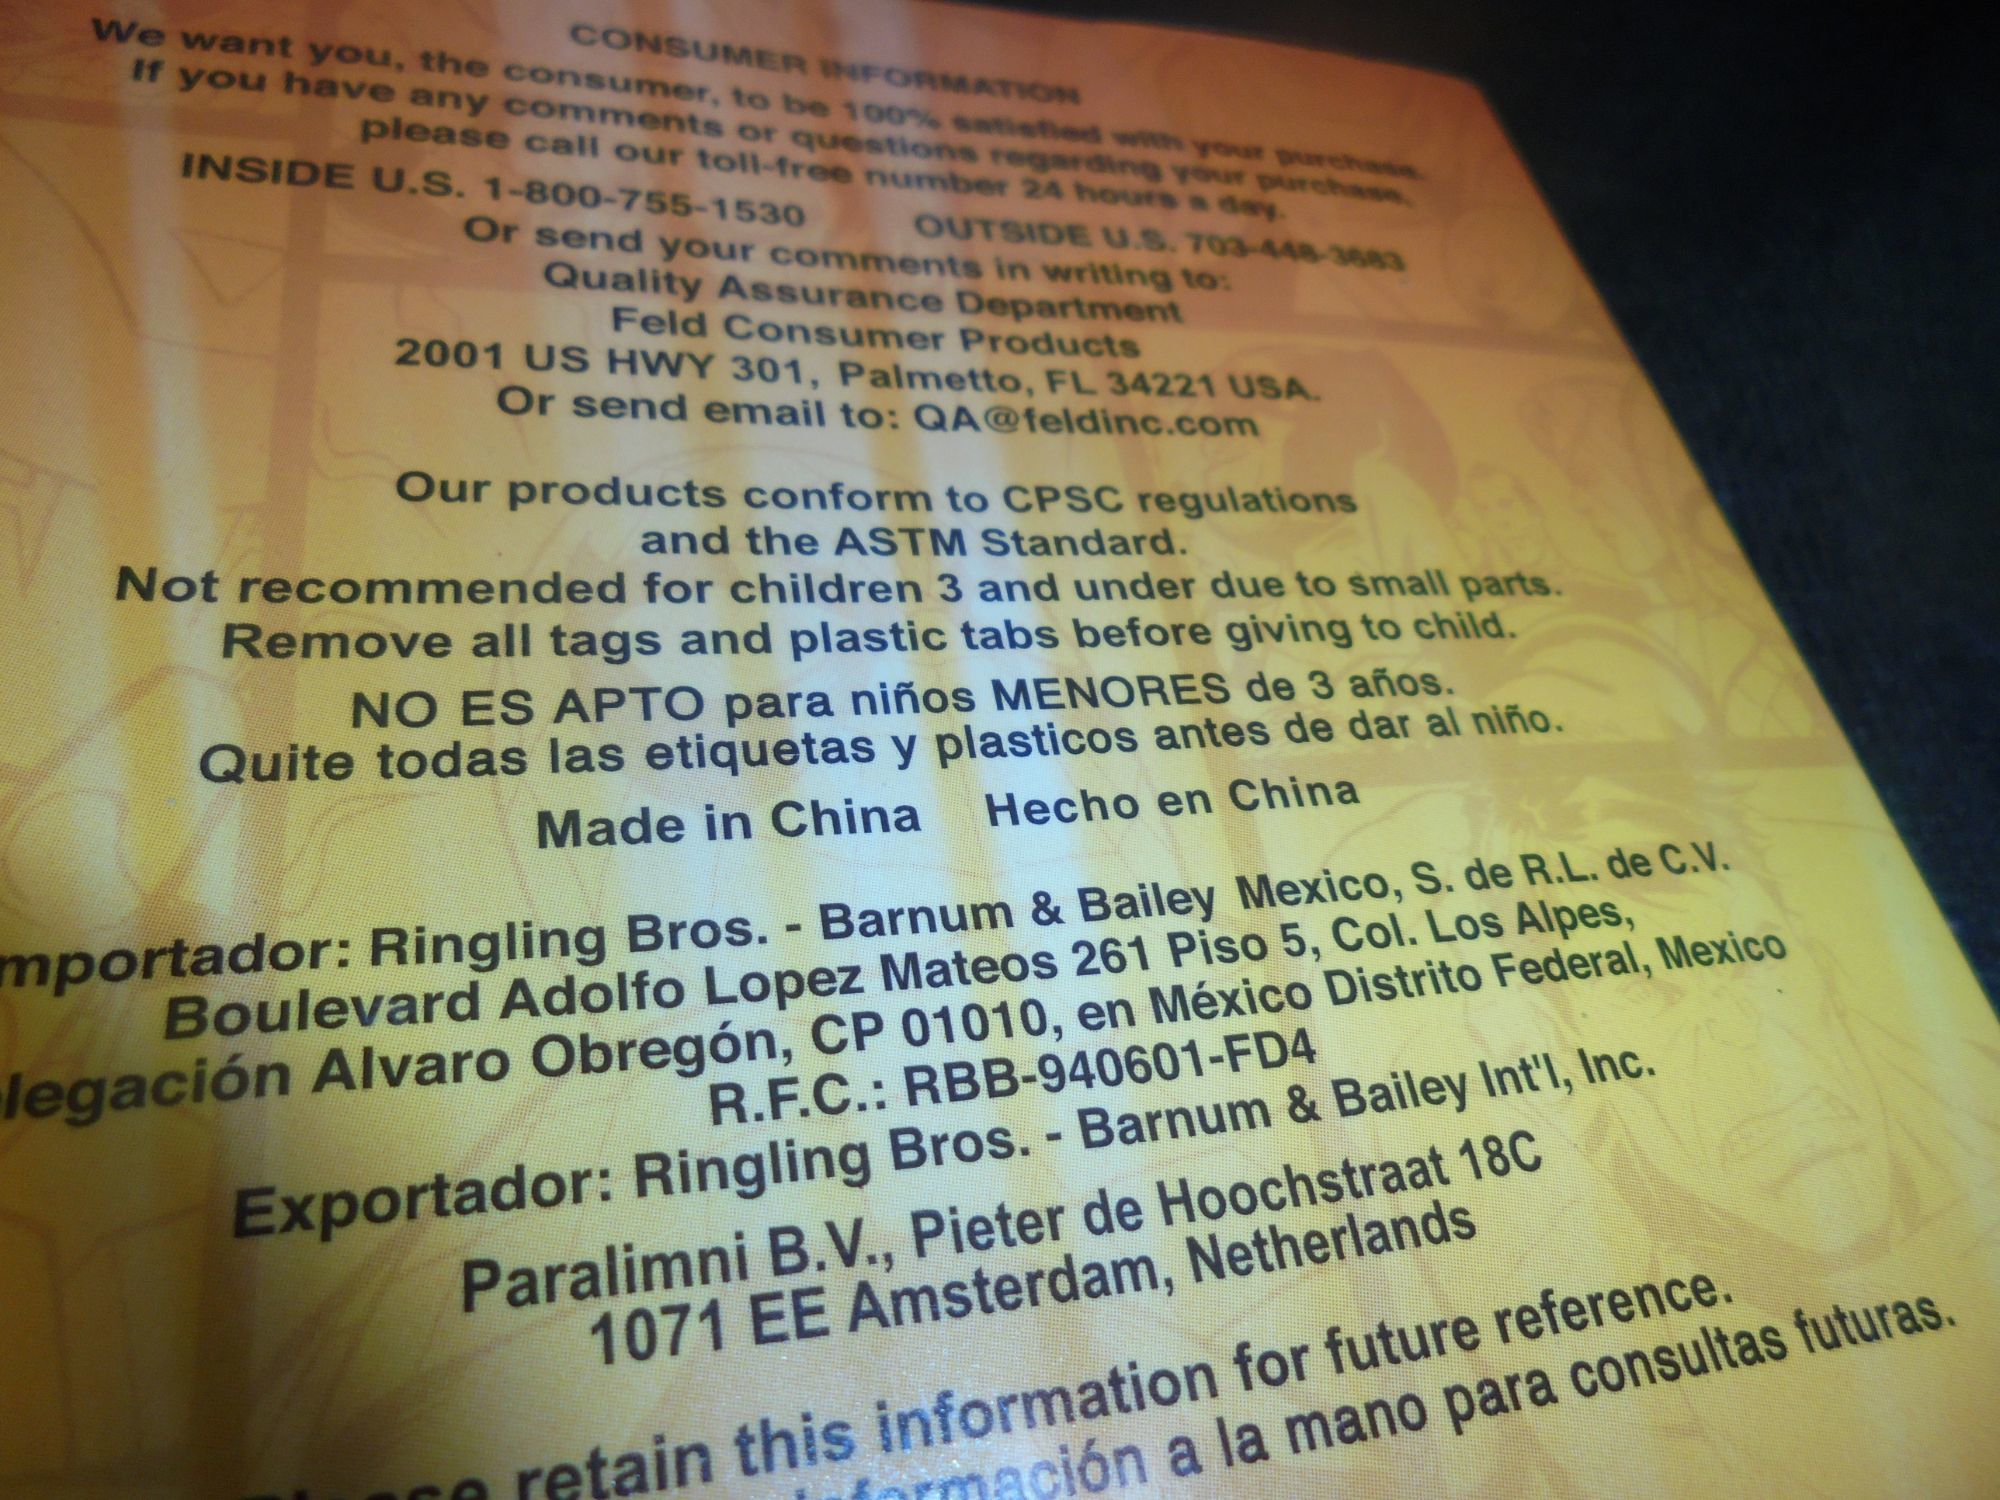 CONSUMER INFORMATION
We want you, the consumer, to be 100% satisfied with your purchase.
If you have any comments or questions regarding your purchase,
please call our toll-free number 24 hours a day.
INSIDE U.S. 1-800-755-1530 OUTSIDE U.S. 703-448-3683
Or send your comments in writing to:
Quality Assurance Department
Feld Consumer Products
2001 US HWY 301, Palmetto, FL 34221 USA.
Or send email to: QA@feldinc.com
Our products conform to CPSC regulations
and the ASTM Standard.
Not recommended for children 3 and under due to small parts.
Remove all tags and plastic tabs before giving to child.
NO ES APTO para niños MENORES de 3 años.
Quite todas las etiquetas y plasticos antes de dar al niño.
Made in China Hecho en China
mportador: Ringling Bros. - Barnum & Bailey Mexico, S. de R.L. de C.V.
Boulevard Adolfo Lopez Mateos 261 Piso 5, Col. Los Alpes,
legación Alvaro Obregón, CP 01010, en México Distrito Federal, Mexico
R.F.C.: RBB-940601-FD4
Exportador: Ringling Bros. - Barnum & Bailey Int'l, Inc.
Paralimni B.V., Pieter de Hoochstraat 18C
1071 EE Amsterdam, Netherlands
Please retain this information for future reference.
información a la mano para consultas futuras.